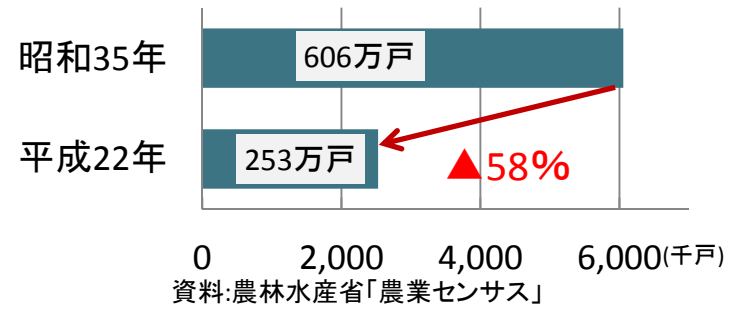 昭和35年
606万戸
平成22年
253万戸
▲58%
0 2,000 4,000 6,000(千戸)
資料:農林水産省「農業センサス」